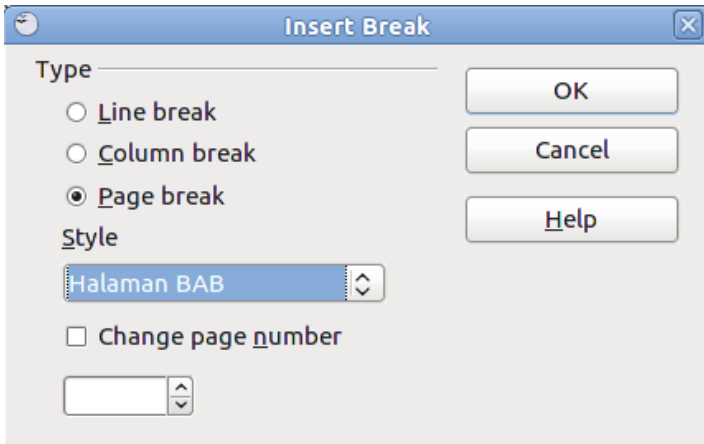 Insert Break
Type
Line break
Column break
Page break
Style
Halaman BAB
Change page number
OK
Cancel
Help